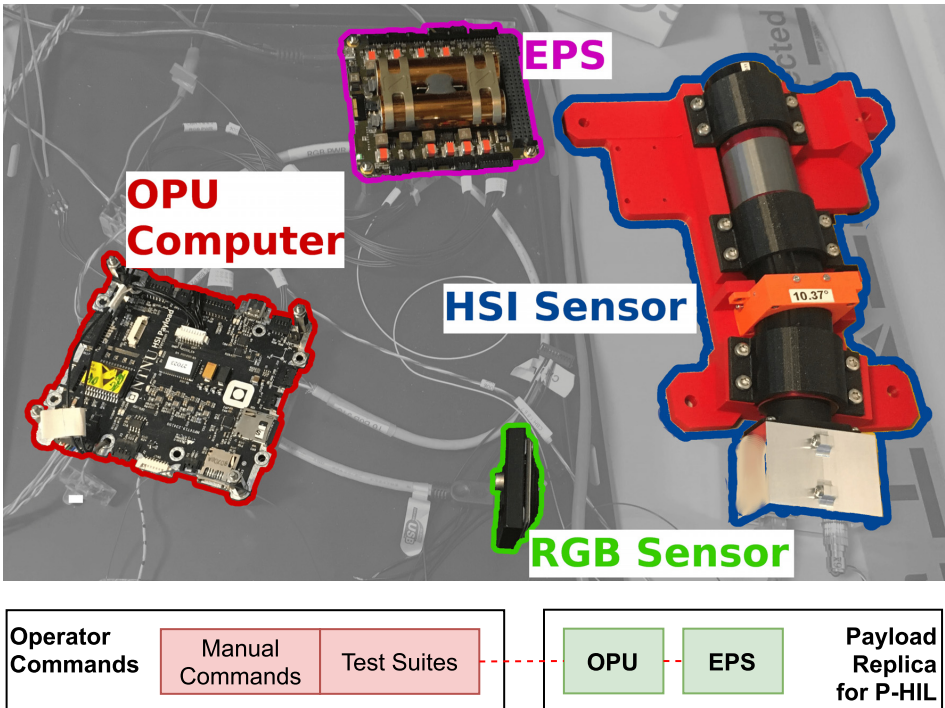 EPS
OPU
Computer
HSI Sensor
10.37°
RGB Sensor
Operator
Commands
Manual
Commands
Test Suites
OPU
EPS
Payload
Replica
for P-HIL